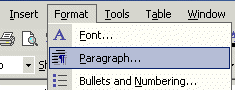 Insert Format Tools Table Window
A Font...
Paragraph...
Bullets and Numbering...